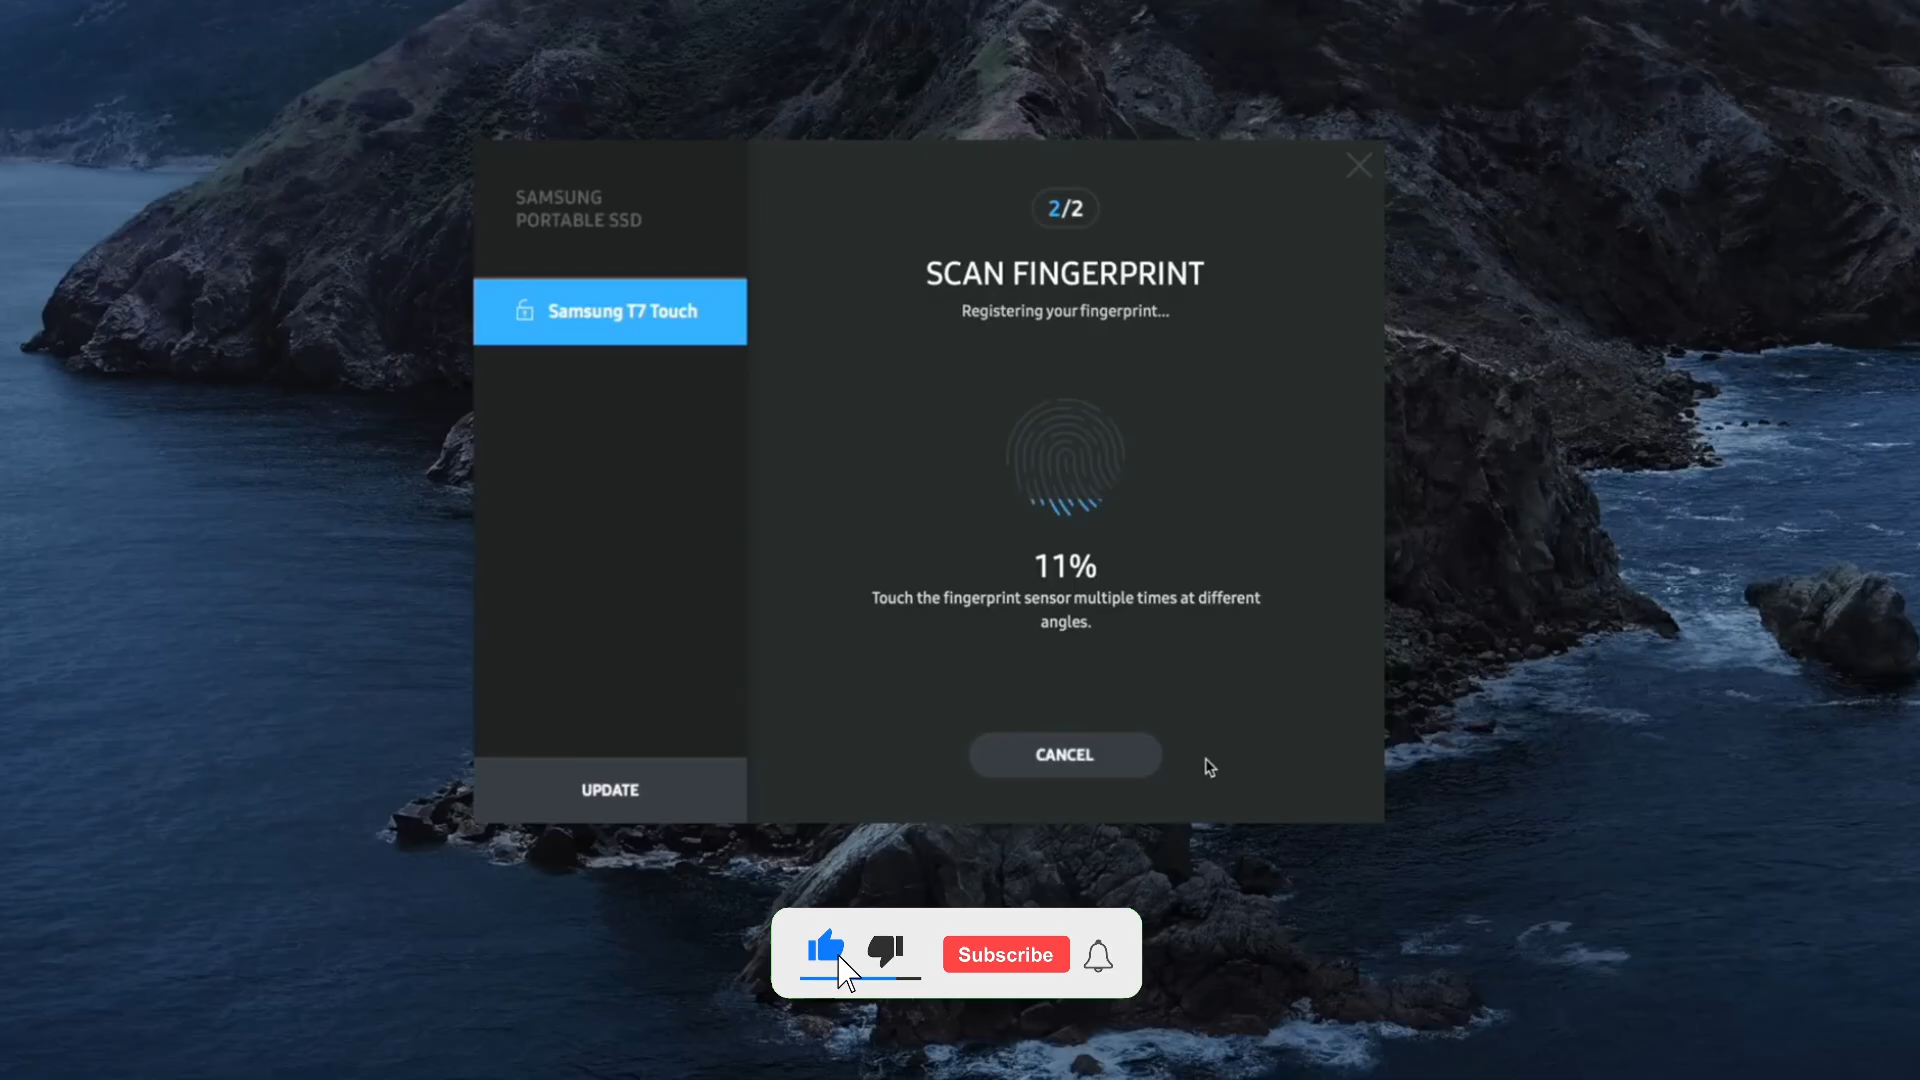 SAMSUNG
PORTABLE SSD
Samsung T7 Touch
UPDATE
2/2
SCAN FINGERPRINT
Registering your fingerprint...
11%
Touch the fingerprint sensor multiple times at different
angles.
CANCEL
Subscribe